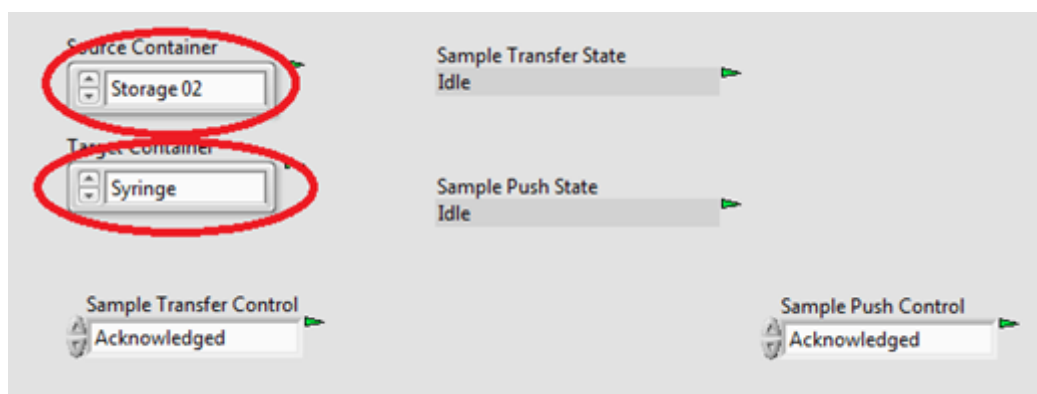 Source Container
Storage 02
Target Container
Syringe
Sample Transfer State
Idle
Sample Push State
Idle
Sample Transfer Control
Acknowledged
Sample Push Control
Acknowledged